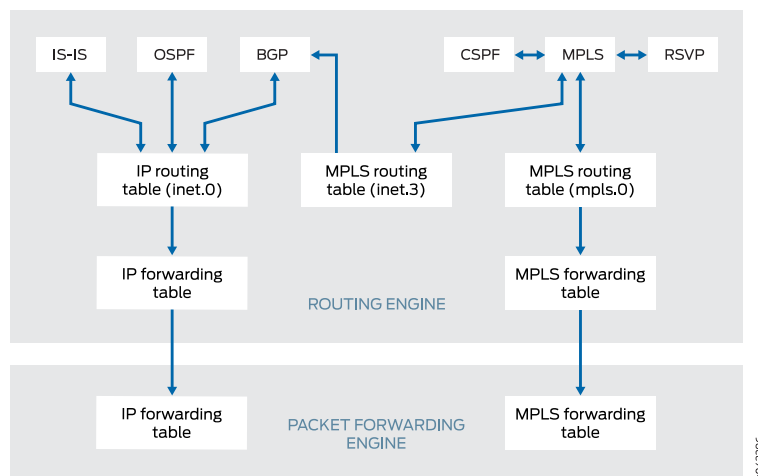 IS-IS
OSPF
BGP
CSPF
MPLS
RSVP
IP routing
table (inet.0)
MPLS routing
table (inet.3)
MPLS routing
table (mpls.0)
IP forwarding
table
MPLS forwarding
table
ROUTING ENGINE
IP forwarding
table
PACKET FORWARDING
ENGINE
MPLS forwarding
table